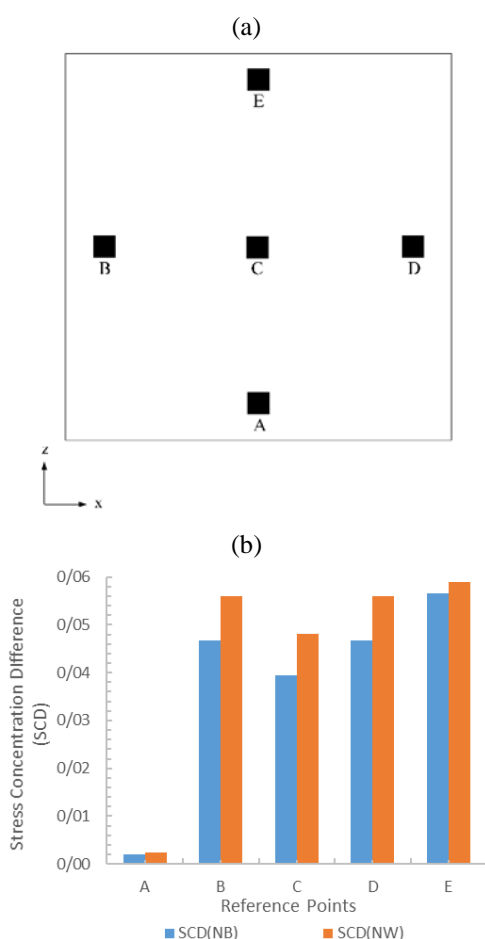 (a)
E
B C D
A
z
x
(b)
Stress Concentration Difference
(SCD)
0/06
0/05
0/04
0/03
0/02
0/01
0/00
A B C D E
Reference Points
SCD(NB) SCD(NW)